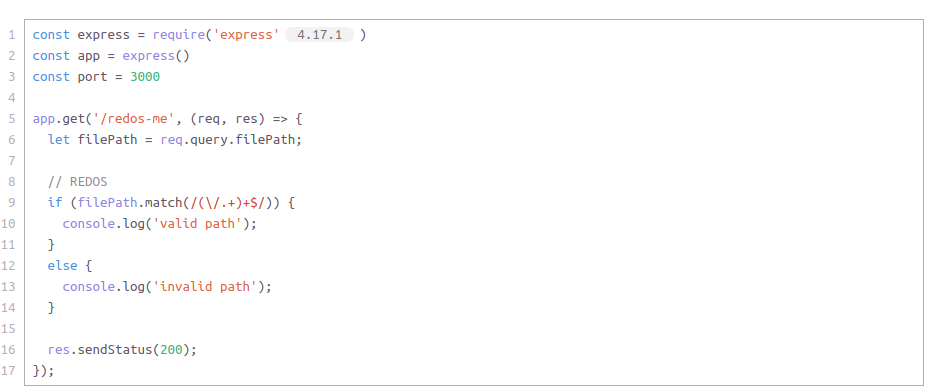 1 const express = require('express' 4.17.1 )
2 const app = express()
3 const port = 3000
4
5 app.get('/redos-me', (req, res) => {
6   let filePath = req.query.filePath;
7
8   // REDOS
9   if (filePath.match(/(\/.+)+$/)) {
10     console.log('valid path');
11   }
12   else {
13     console.log('invalid path');
14   }
15
16   res.sendStatus(200);
17 });